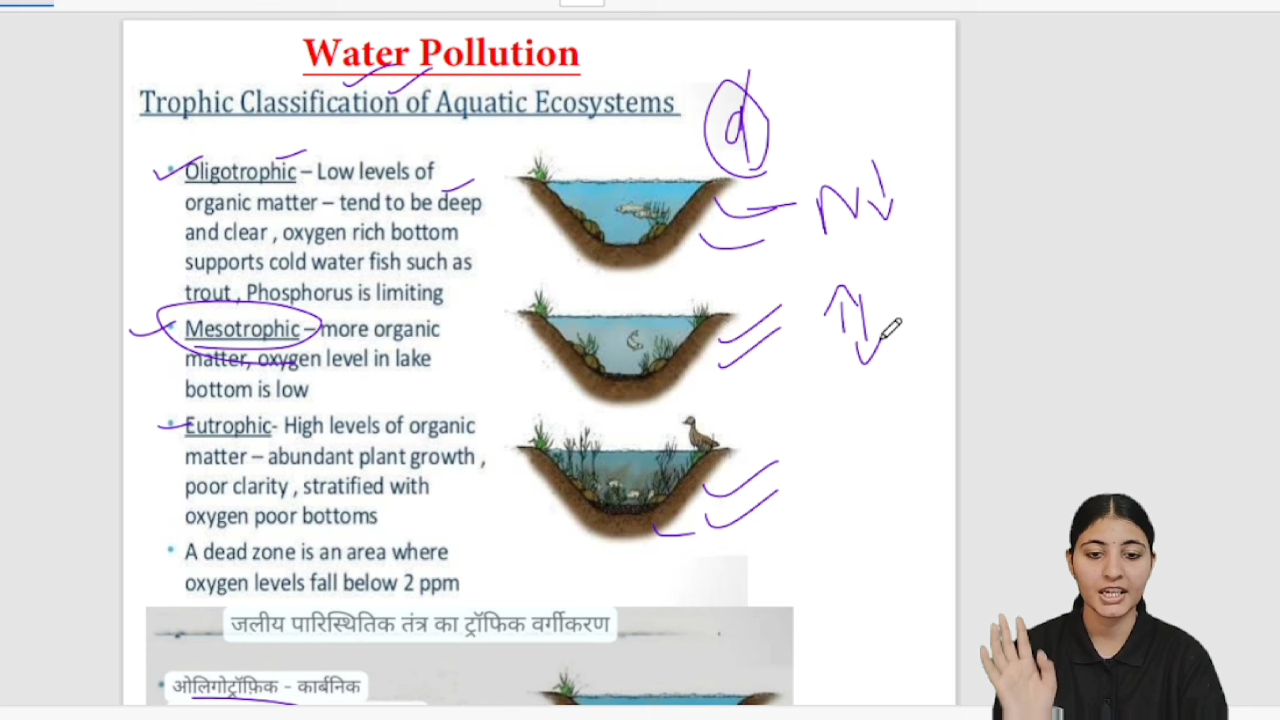 Water Pollution
Trophic Classification of Aquatic Ecosystems
• Oligotrophic – Low levels of
organic matter – tend to be deep
and clear , oxygen rich bottom
supports cold water fish such as
trout , Phosphorus is limiting
• Mesotrophic – more organic
matter, oxygen level in lake
bottom is low
• Eutrophic- High levels of organic
matter – abundant plant growth ,
poor clarity , stratified with
oxygen poor bottoms
• A dead zone is an area where
oxygen levels fall below 2 ppm
d
N↓
↑↓
जलीय पारिस्थितिक तंत्र का ट्रॉफिक वर्गीकरण
• ओलिगोट्रॉफ़िक - कार्बनिक